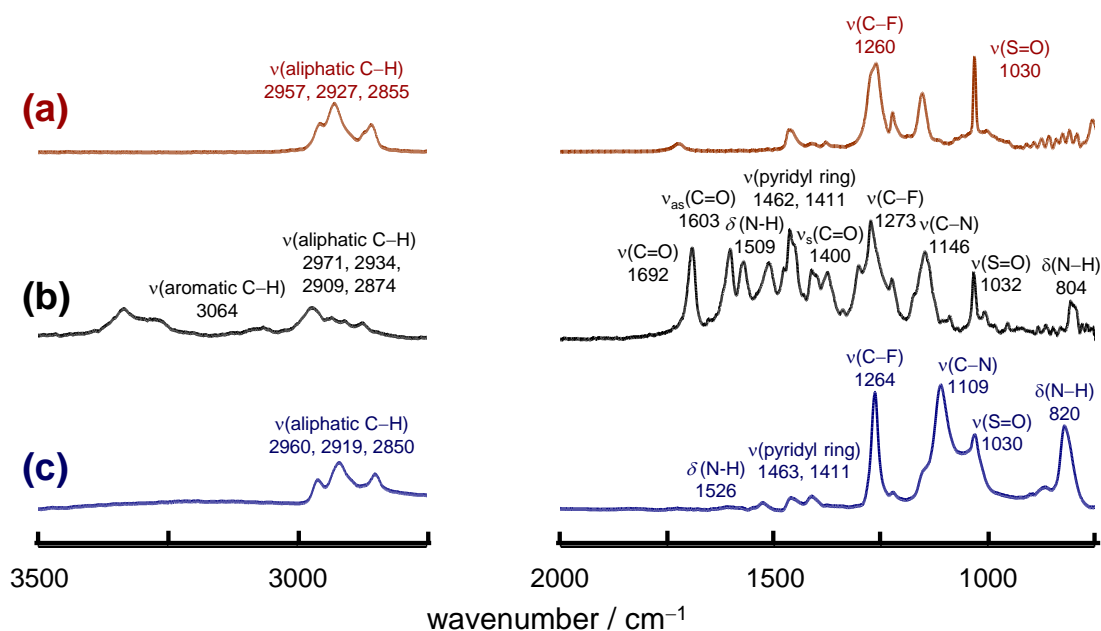 (a)
ν(aliphatic C−H)
2957, 2927, 2855
ν(C−F)
1260
ν(S=O)
1030
(b)
ν(aromatic C−H)
3064
ν(aliphatic C−H)
2971, 2934,
2909, 2874
ν(C=O)
1692
νas(C=O)
1603
δ(N-H)
1509
ν(pyridyl ring)
1462, 1411
νs(C=O)
1400
ν(C−F)
1273
ν(C−N)
1146
ν(S=O)
1032
δ(N−H)
804
(c)
ν(aliphatic C−H)
2960, 2919, 2850
δ(N-H)
1526
ν(pyridyl ring)
1463, 1411
ν(C−F)
1264
ν(C−N)
1109
ν(S=O)
1030
δ(N−H)
820
3500 3000 2000 1500 1000
wavenumber / cm⁻¹